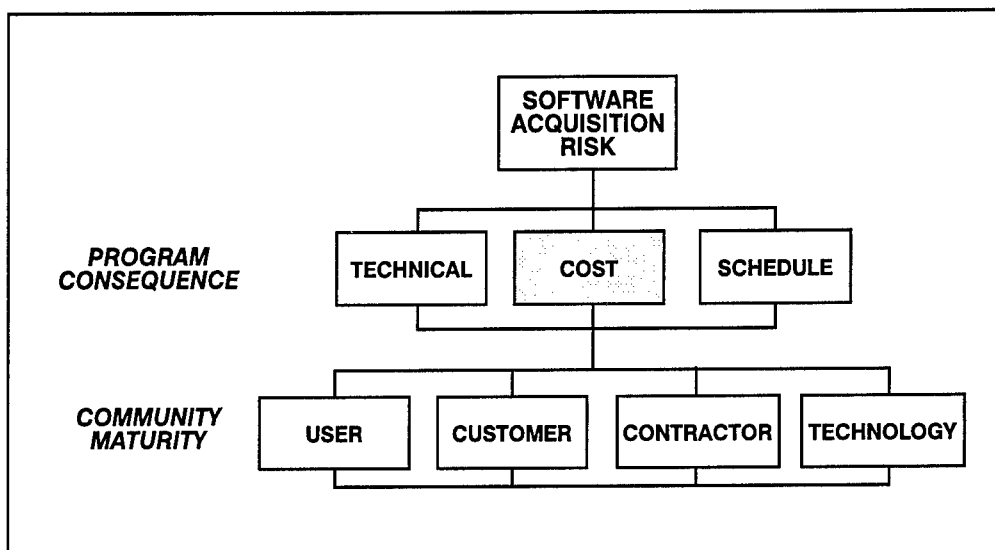 SOFTWARE
ACQUISITION
RISK
PROGRAM
CONSEQUENCE
TECHNICAL
COST
SCHEDULE
COMMUNITY
MATURITY
USER
CUSTOMER
CONTRACTOR
TECHNOLOGY